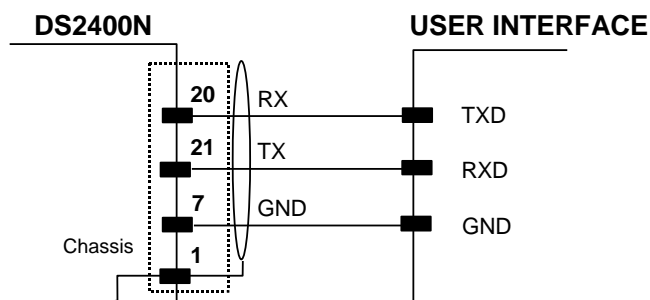 DS2400N USER INTERFACE
20 RX TXD
21 TX RXD
7 GND GND
Chassis
1